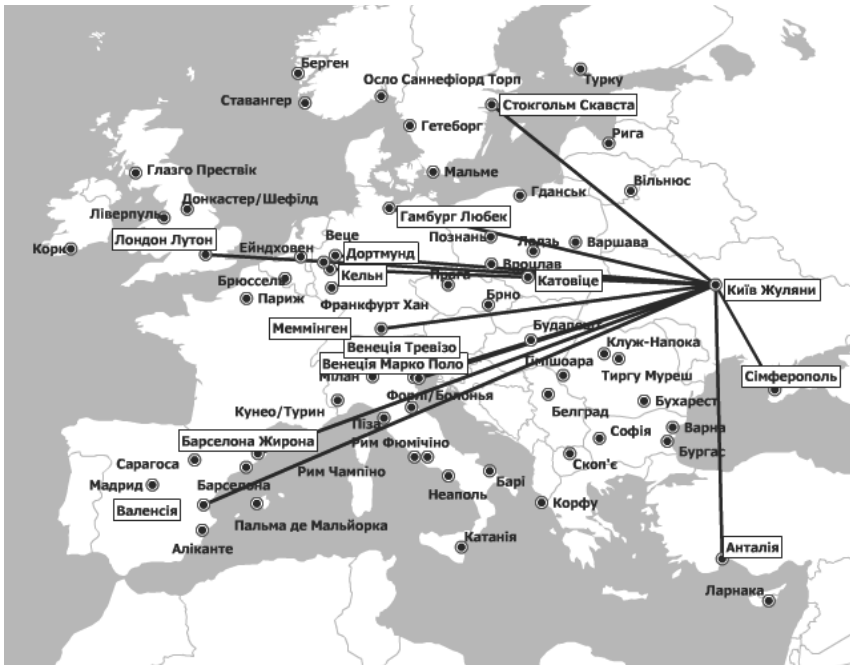 Берген
Осло Саннефіорд Торп
Турку
Ставангер
Стокгольм Скавста
Гетеборг
Рига
Глазго Прествік
Мальме
Вільнюс
Гданськ
Донкастер/Шефілд
Ліверпуль
Гамбург Любек
Корк
Лондон Лутон
Веце
Познань
Лодзь
Варшава
Ейндховен
Дортмунд
Вроцлав
Брюссель
Кельн
Прага
Катовіце
Київ Жуляни
Париж
Франкфурт Хан
Брно
Меммінген
Будапешт
Венеція Тревізо
Клуж-Напока
Венеція Марко Поло
Тімішоара
Тиргу Муреш
Сімферополь
Мілан
Форлі/Болонья
Белград
Бухарест
Кунео/Турин
Піза
Варна
Барселона Жирона
Рим Фюмічіно
Софія
Бургас
Сарагоса
Рим Чампіно
Скоп'є
Мадрид
Барселона
Неаполь
Барі
Валенсія
Пальма де Мальйорка
Корфу
Аліканте
Катанія
Анталія
Ларнака